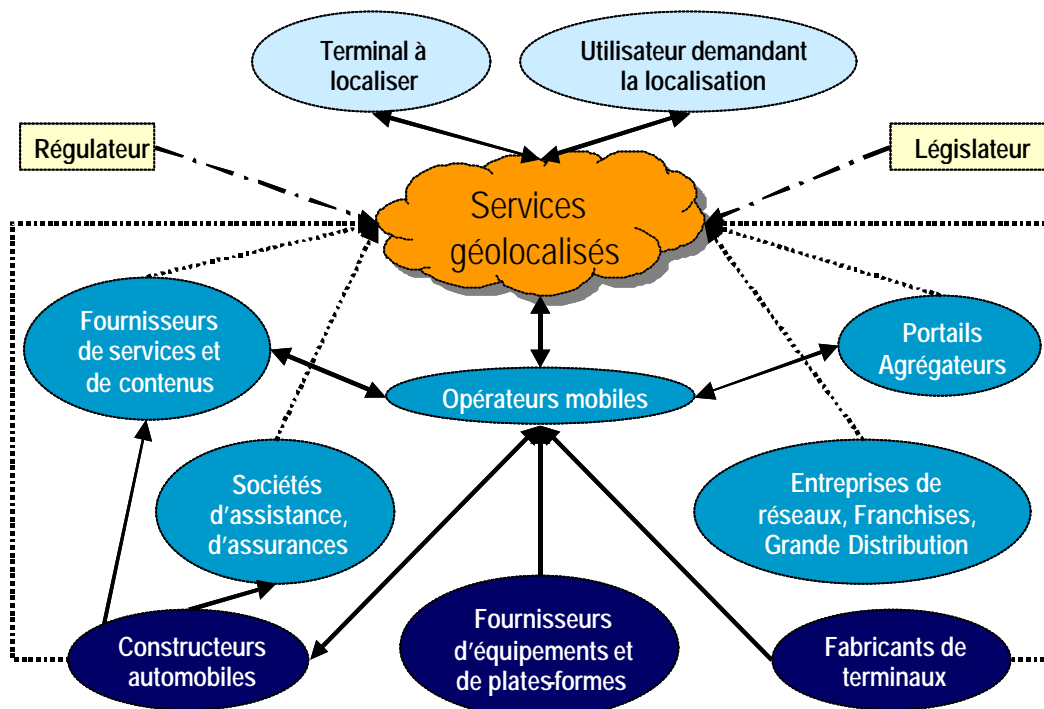 Terminal à
localiser
Utilisateur demandant
la localisation
Régulateur
Législateur
Services
géolocalisés
Fournisseurs
de services et
de contenus
Portails
Agrégateurs
Opérateurs mobiles
Sociétés
d'assistance,
d'assurances
Entreprises de
réseaux, Franchises,
Grande Distribution
Constructeurs
automobiles
Fournisseurs
d'équipements et
de plates-formes
Fabricants de
terminaux